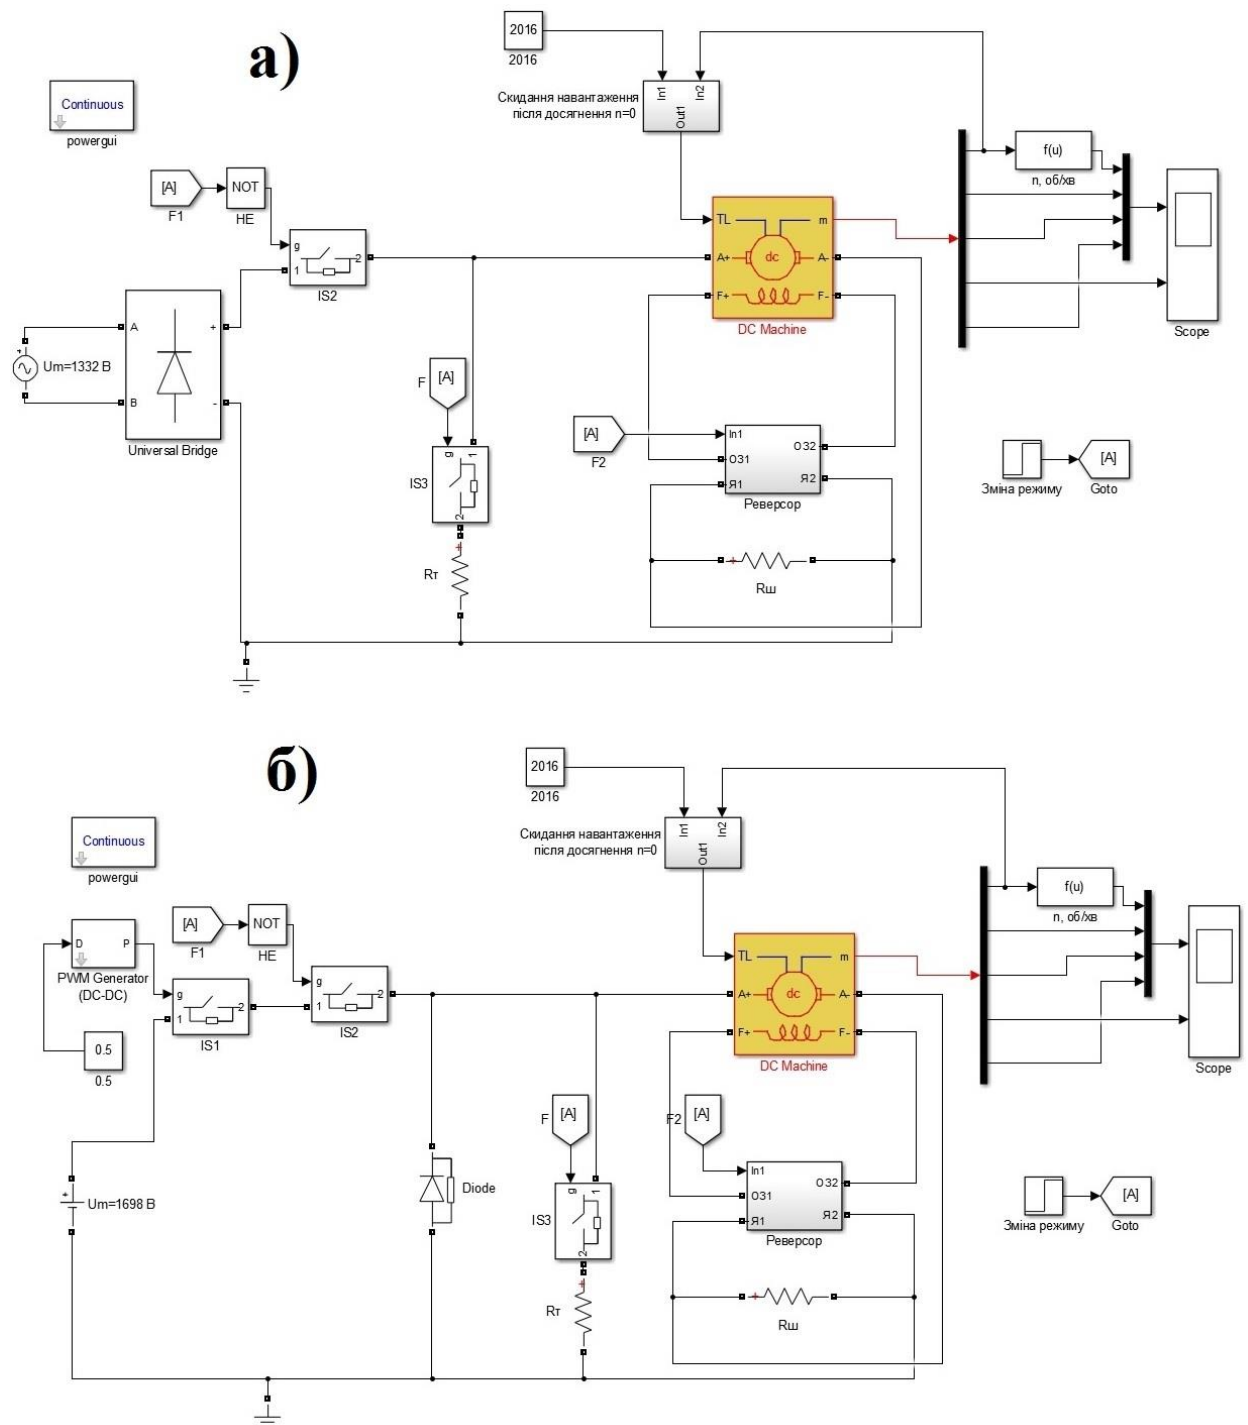 а)
2016
2016
Continuous
powergui
Скидання навантаження
після досягнення n=0
In1
In2
Out1
[A]
F1
NOT
НЕ
g
1
2
IS2
TL
m
A+
dc
A-
F+
F-
DC Machine
f(u)
n, об/хв
Scope
Um=1332 В
A
B
+
-
Universal Bridge
F
[A]
g
1
IS3
2
+
Rт
[A]
F2
In1
ОЗ1
Я1
ОЗ2
Я2
Реверсор
+
Rш
Зміна режиму
[A]
Goto
б)
2016
2016
Continuous
powergui
Скидання навантаження
після досягнення n=0
In1
In2
Out1
D
P
PWM Generator
(DC-DC)
[A]
F1
NOT
НЕ
g
1
2
IS1
g
1
2
IS2
0.5
0.5
TL
m
A+
dc
A-
F+
F-
DC Machine
f(u)
n, об/хв
Scope
+
Um=1698 В
Diode
F
[A]
g
1
IS3
2
+
Rт
F2
[A]
In1
ОЗ1
Я1
ОЗ2
Я2
Реверсор
+
Rш
Зміна режиму
[A]
Goto